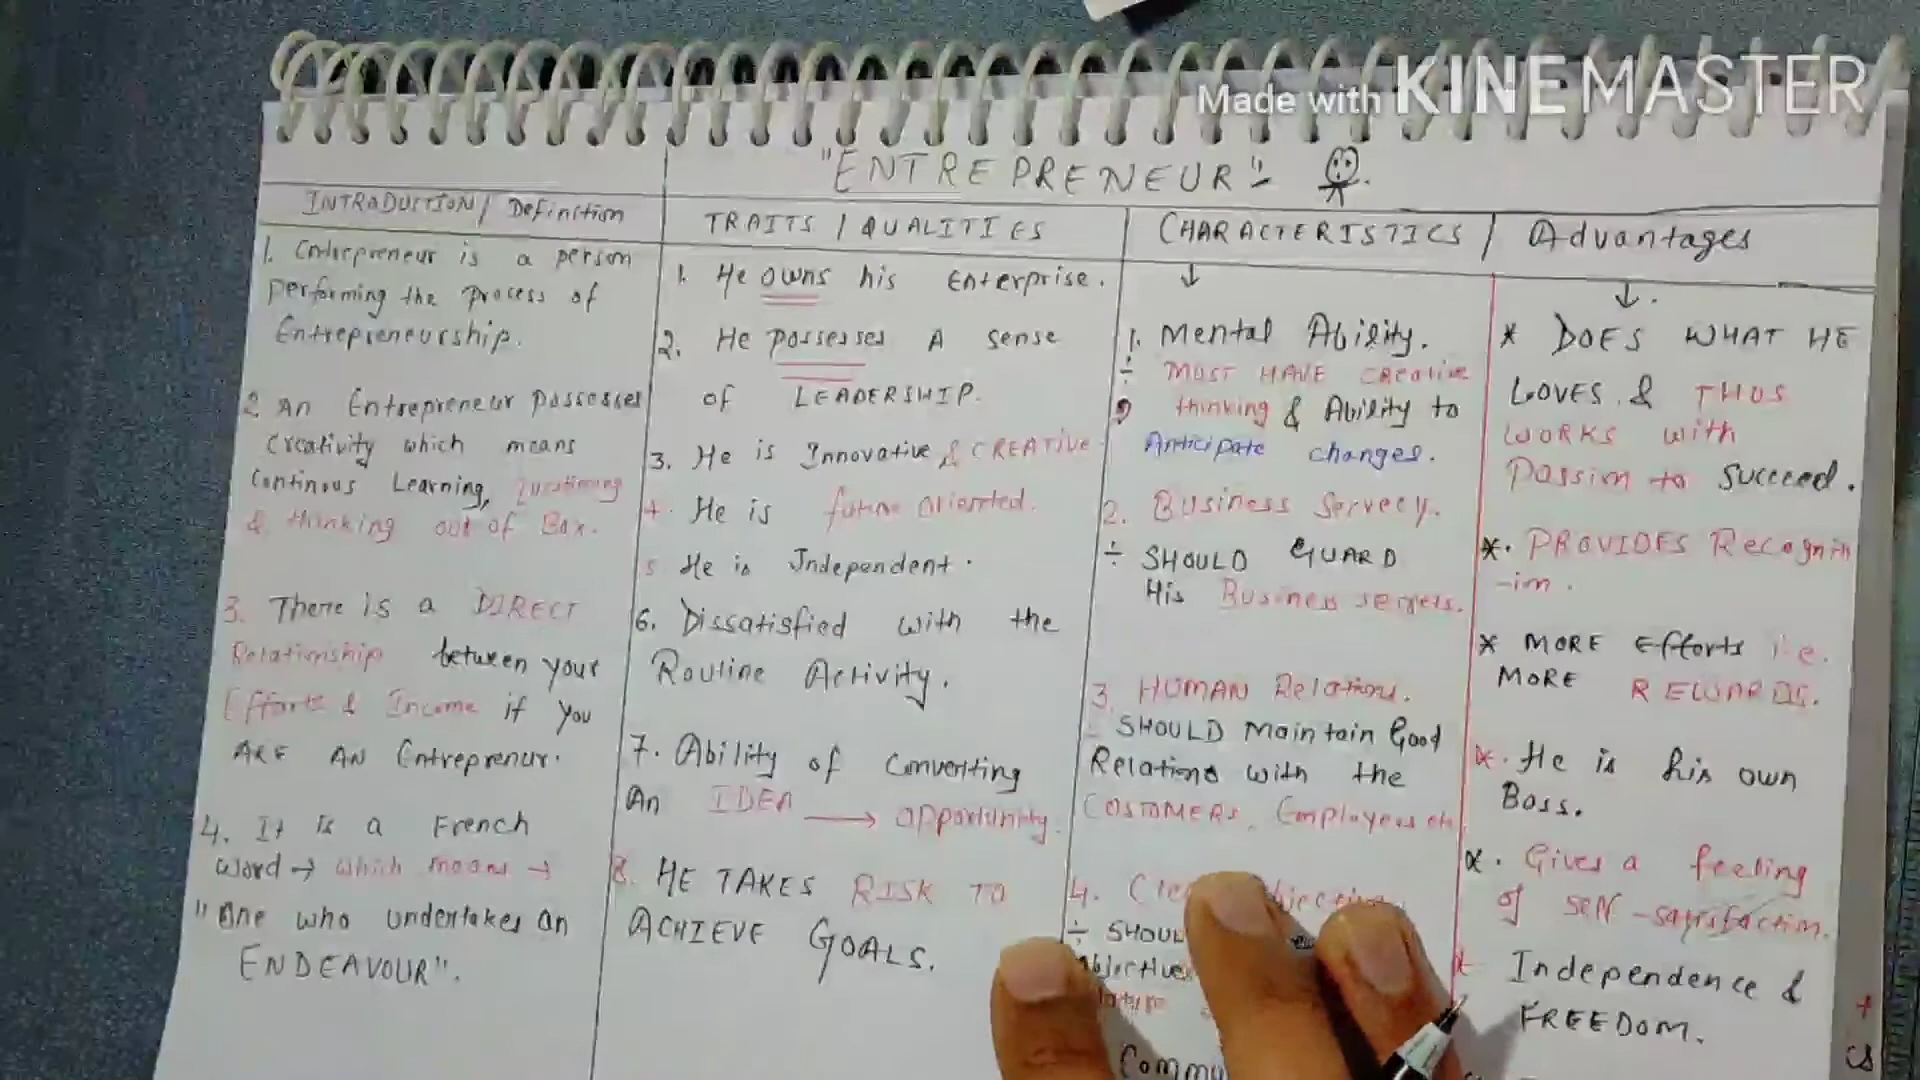 Made with KINEMASTER
"ENTREPRENEUR"
INTRODUCTION / Definition
1. Entrepreneur is a person
performing the process of
Entrepreneurship.
2 An Entrepreneur possesses
Creativity which means
Continous Learning, Questioning
& thinking out of Box.
3. There is a DIRECT
Relationship between your
Efforts & Income if you
ARE AN Entreprenur.
4. It is a French
word → which means →
"One who undertakes an
ENDEAVOUR".
TRAITS / QUALITIES
1. He owns his Enterprise.
2. He possesses A sense
of LEADERSHIP.
3. He is Innovative & CREATIVE
4. He is future oriented.
5 He is Independent.
6. Dissatisfied with the
Routine Activity.
7. Ability of Converting
An IDEA → opportunity.
8. HE TAKES RISK TO
ACHIEVE GOALS.
CHARACTERISTICS /
↓
1. Mental Ability.
÷ MUST HAVE Creative
thinking & Ability to
Anticipate changes.
2. Business Servecy.
÷ SHOULD GUARD
His Business
3. HUMAN Relations.
SHOULD Maintain Good
Relations with the
COSTOMERS, Employees etc
4.
÷
Advantages
↓.
* DOES WHAT HE
LOVES & THUS
WORKS with
Passion to Succeed.
*. PROVIDES Recognit
-ion.
* MORE Efforts i.e.
MORE REWARDS.
*. He is his own
Boss.
*. Gives a feeling
of self-satisfaction.
* Independence &
FREEDOM.